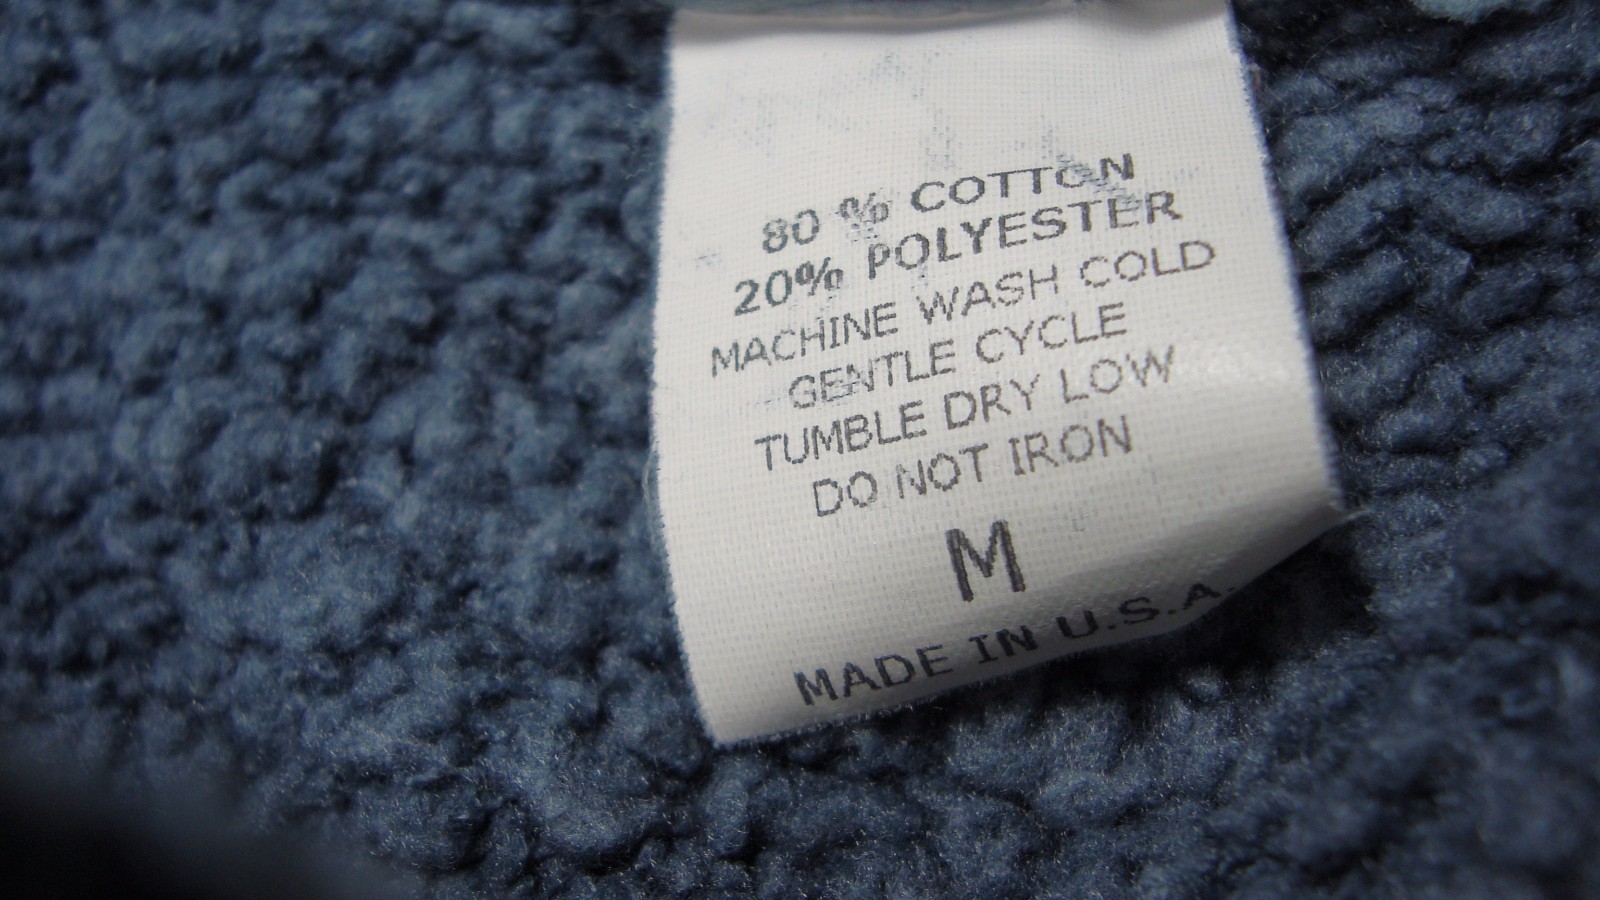 80 % COTTON
20% POLYESTER
MACHINE WASH COLD
GENTLE CYCLE
TUMBLE DRY LOW
DO NOT IRON
M
MADE IN U.S.A.